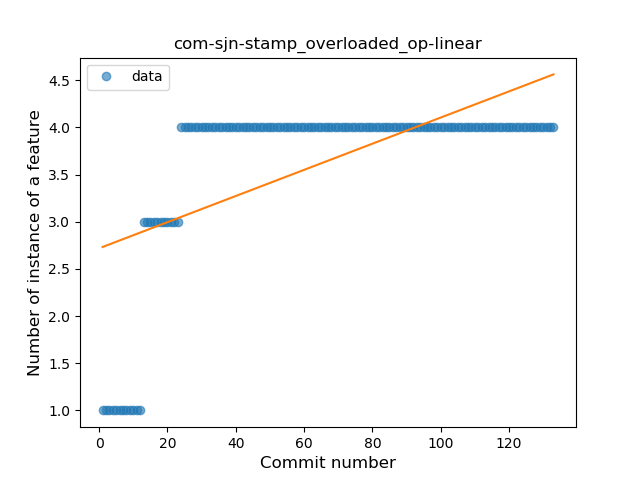 com-sjn-stamp_overloaded_op-linear
data
Number of instance of a feature
4.5
4.0
3.5
3.0
2.5
2.0
1.5
1.0
0 20 40 60 80 100 120
Commit number